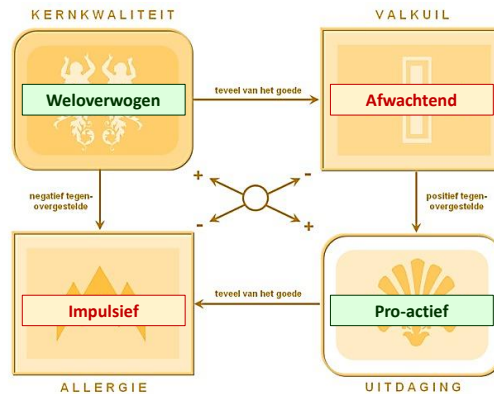 KERNKWALITEIT
VALKUIL
Weloverwogen
teveel van het goede
Afwachtend
negatief tegen-
overgestelde
+
-
positief tegen-
overgestelde
-
+
Impulsief
teveel van het goede
Pro-actief
ALLERGIE
UITDAGING